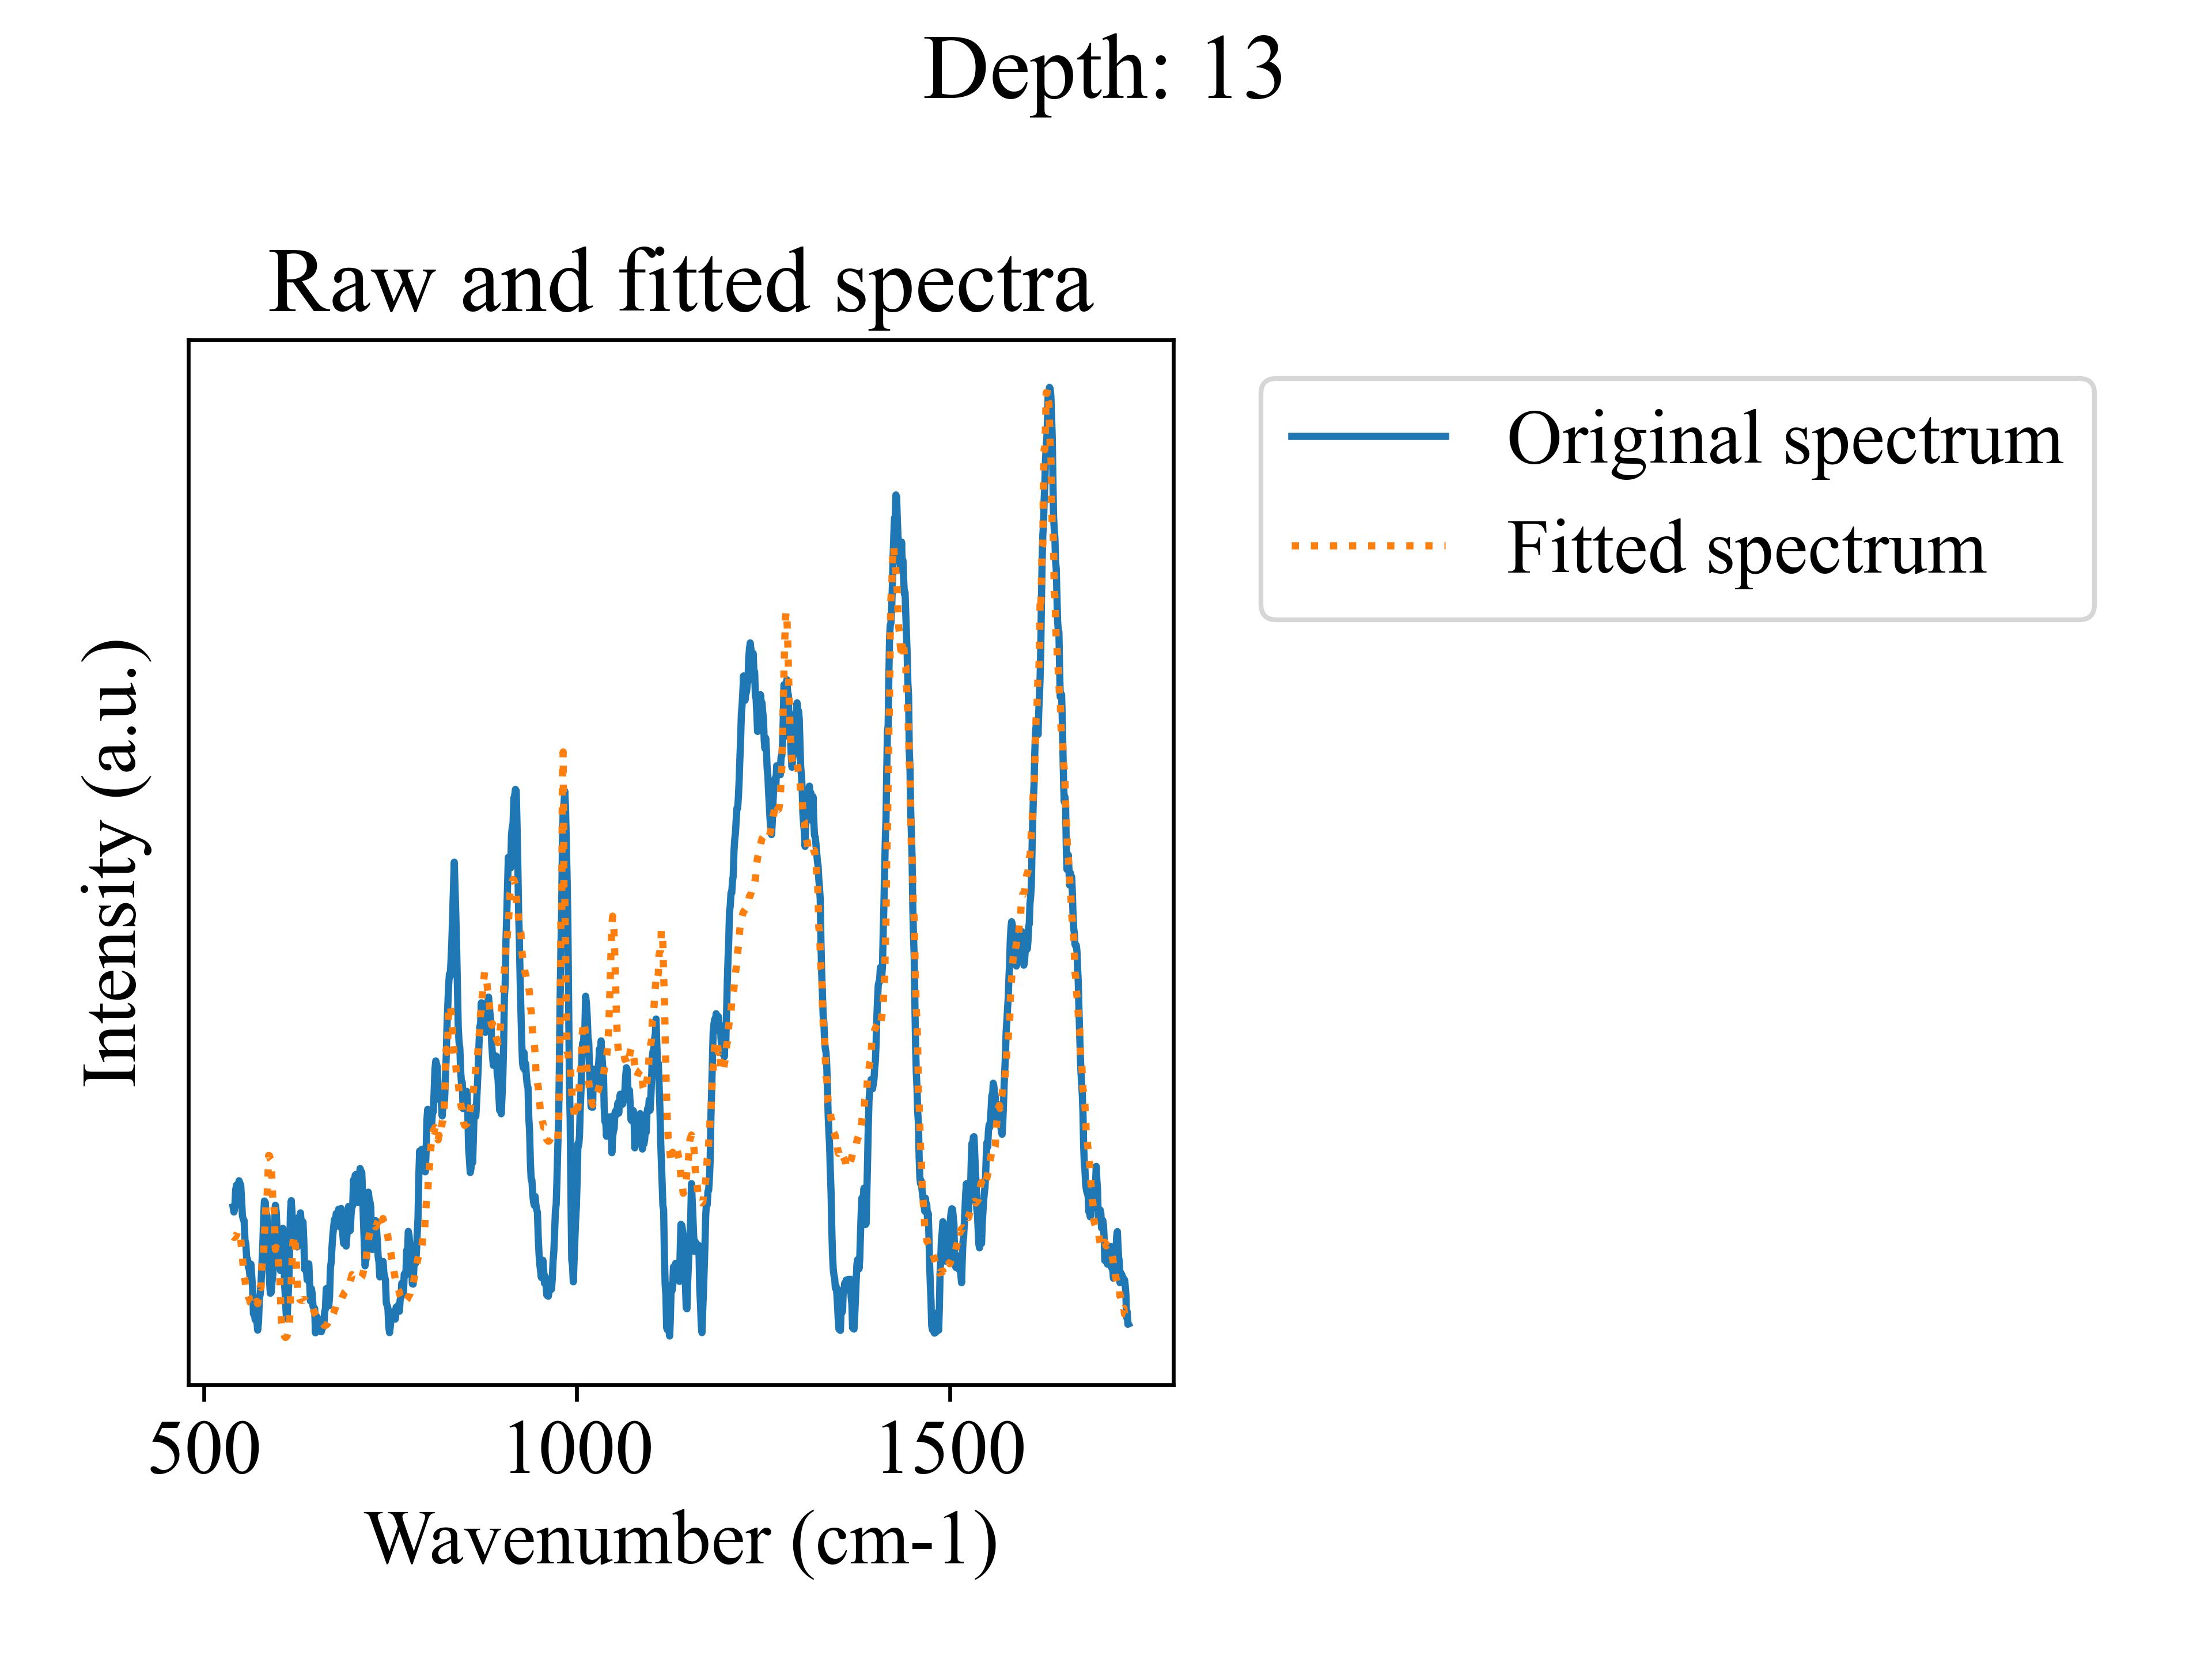 Depth: 13
Raw and fitted spectra
Original spectrum
Fitted spectrum
Intensity (a.u.)
500 1000 1500
Wavenumber (cm-1)